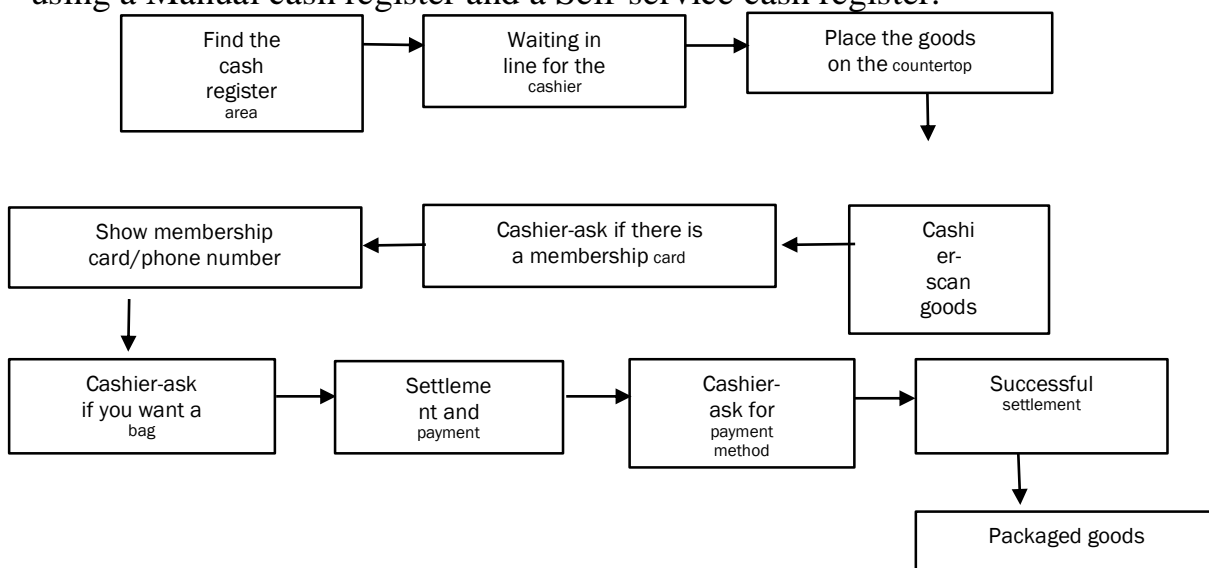 using a Manual cash register and a Self-service cash register.
Find the
cash
register
area
Waiting in
line for the
cashier
Place the goods
on the countertop
Cashi
er-
scan
goods
Cashier-ask if there is
a membership card
Show membership
card/phone number
Cashier-ask
if you want a
bag
Settleme
nt and
payment
Cashier-
ask for
payment
method
Successful
settlement
Packaged goods